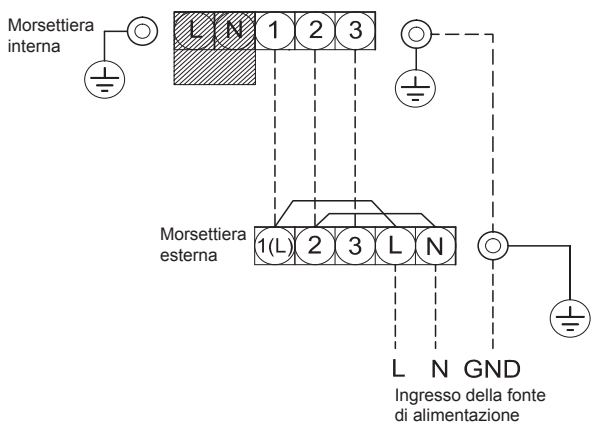 Morsettiera
interna
L N 1 2 3
Morsettiera
esterna
1(L) 2 3 L N
L N GND
Ingresso della fonte
di alimentazione